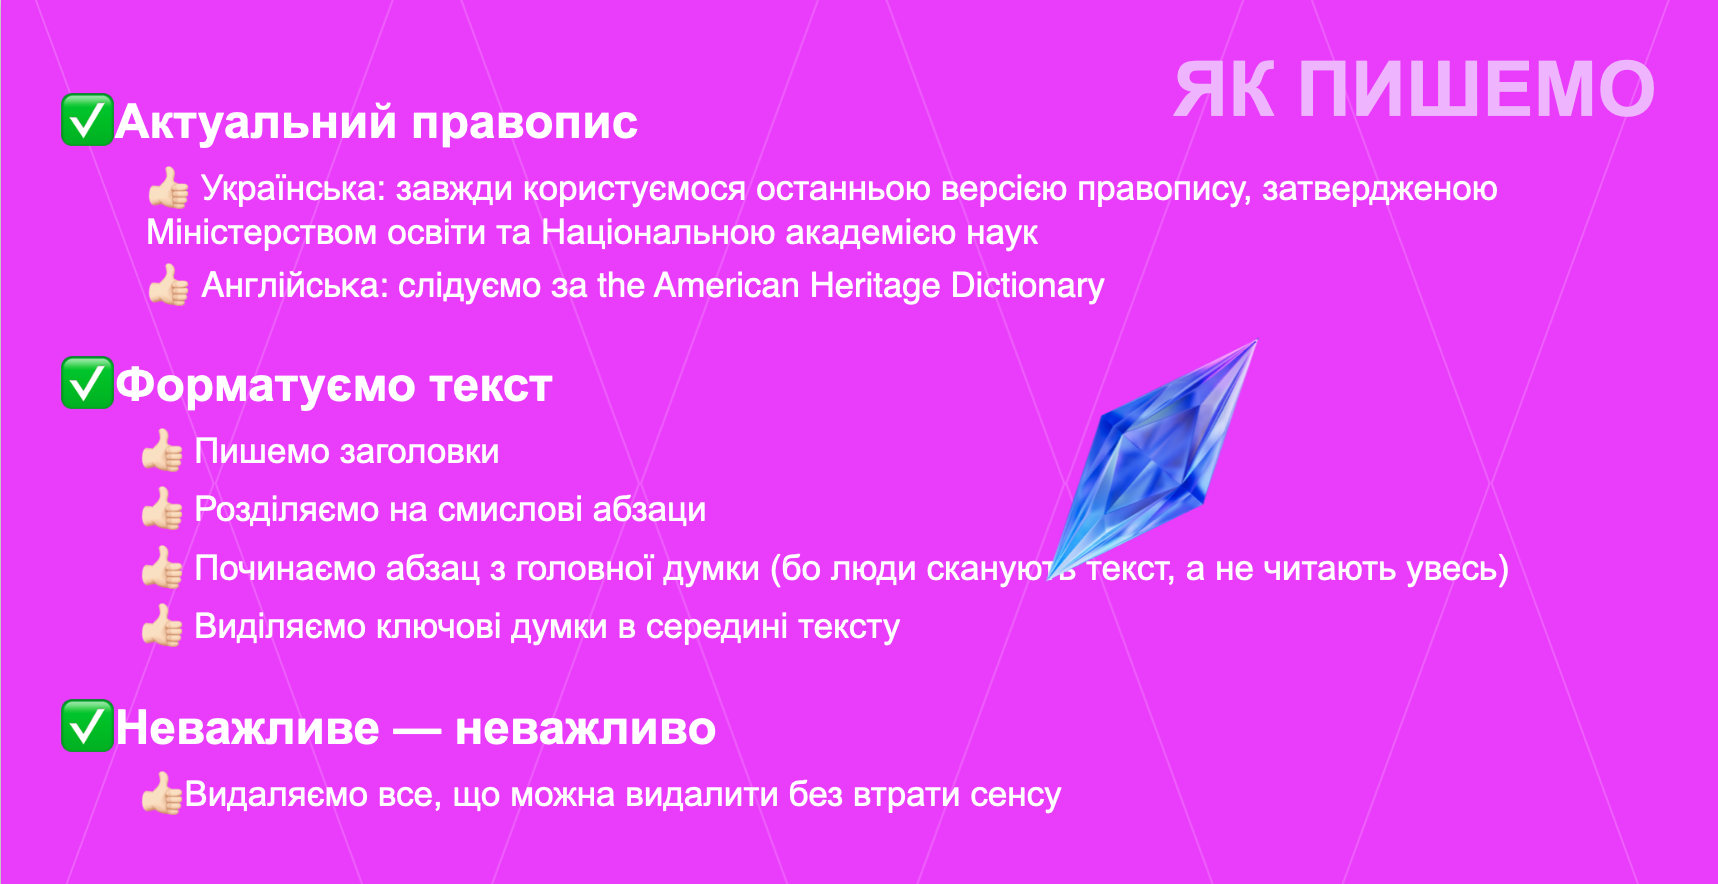 ЯК ПИШЕМО
✅Актуальний правопис
👍🏻 Українська: завжди користуємося останньою версією правопису, затвердженою
Міністерством освіти та Національною академією наук
👍🏻 Англійська: слідуємо за the American Heritage Dictionary
✅Форматуємо текст
👍🏻 Пишемо заголовки
👍🏻 Розділяємо на смислові абзаци
👍🏻 Починаємо абзац з головної думки (бо люди сканують текст, а не читають увесь)
👍🏻 Виділяємо ключові думки в середині тексту
✅Неважливе — неважливо
👍🏻Видаляємо все, що можна видалити без втрати сенсу